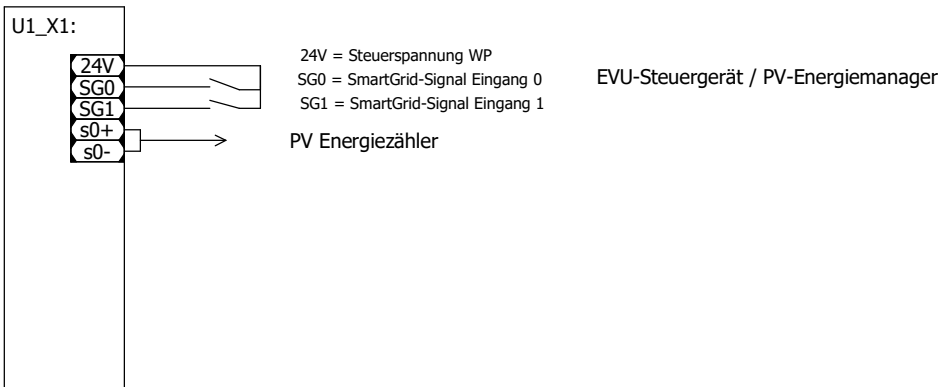 U1_X1:
24V
SG0
SG1
s0+
s0-
24V = Steuerspannung WP
SG0 = SmartGrid-Signal Eingang 0
SG1 = SmartGrid-Signal Eingang 1
EVU-Steuergerät / PV-Energiemanager
PV Energiezähler